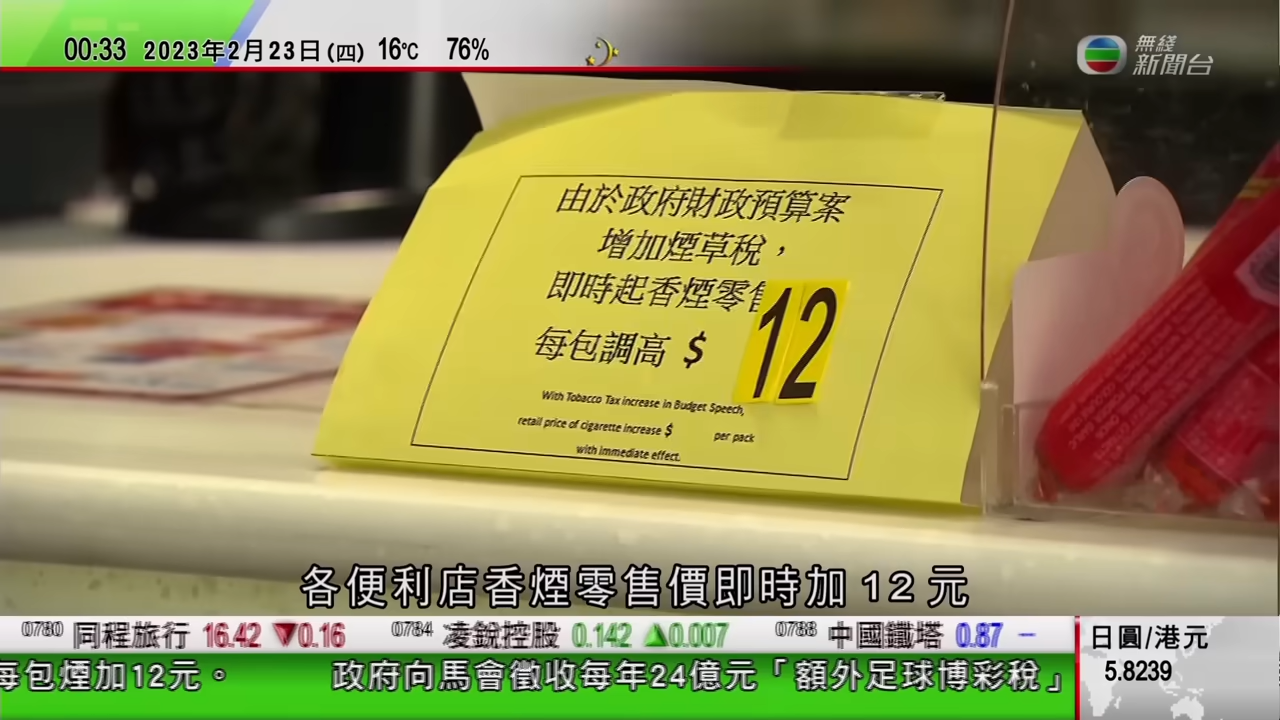 00:33 2023年2月23日(四) 16℃ 76%
無綫
新聞台
由於政府財政預算案
增加煙草稅，
即時起香煙零售
每包調高 $ 12
With Tobacco Tax increase in Budget Speech,
retail price of cigarette increase $ per pack
with immediate effect.
各便利店香煙零售價即時加12元
0780 同程旅行 16.42 ▼0.16 0784 凌銳控股 0.142 ▲0.007 0788 中國鐵塔 0.87 –
每包煙加12元。 政府向馬會徵收每年24億元「額外足球博彩稅」
日圓/港元
5.8239